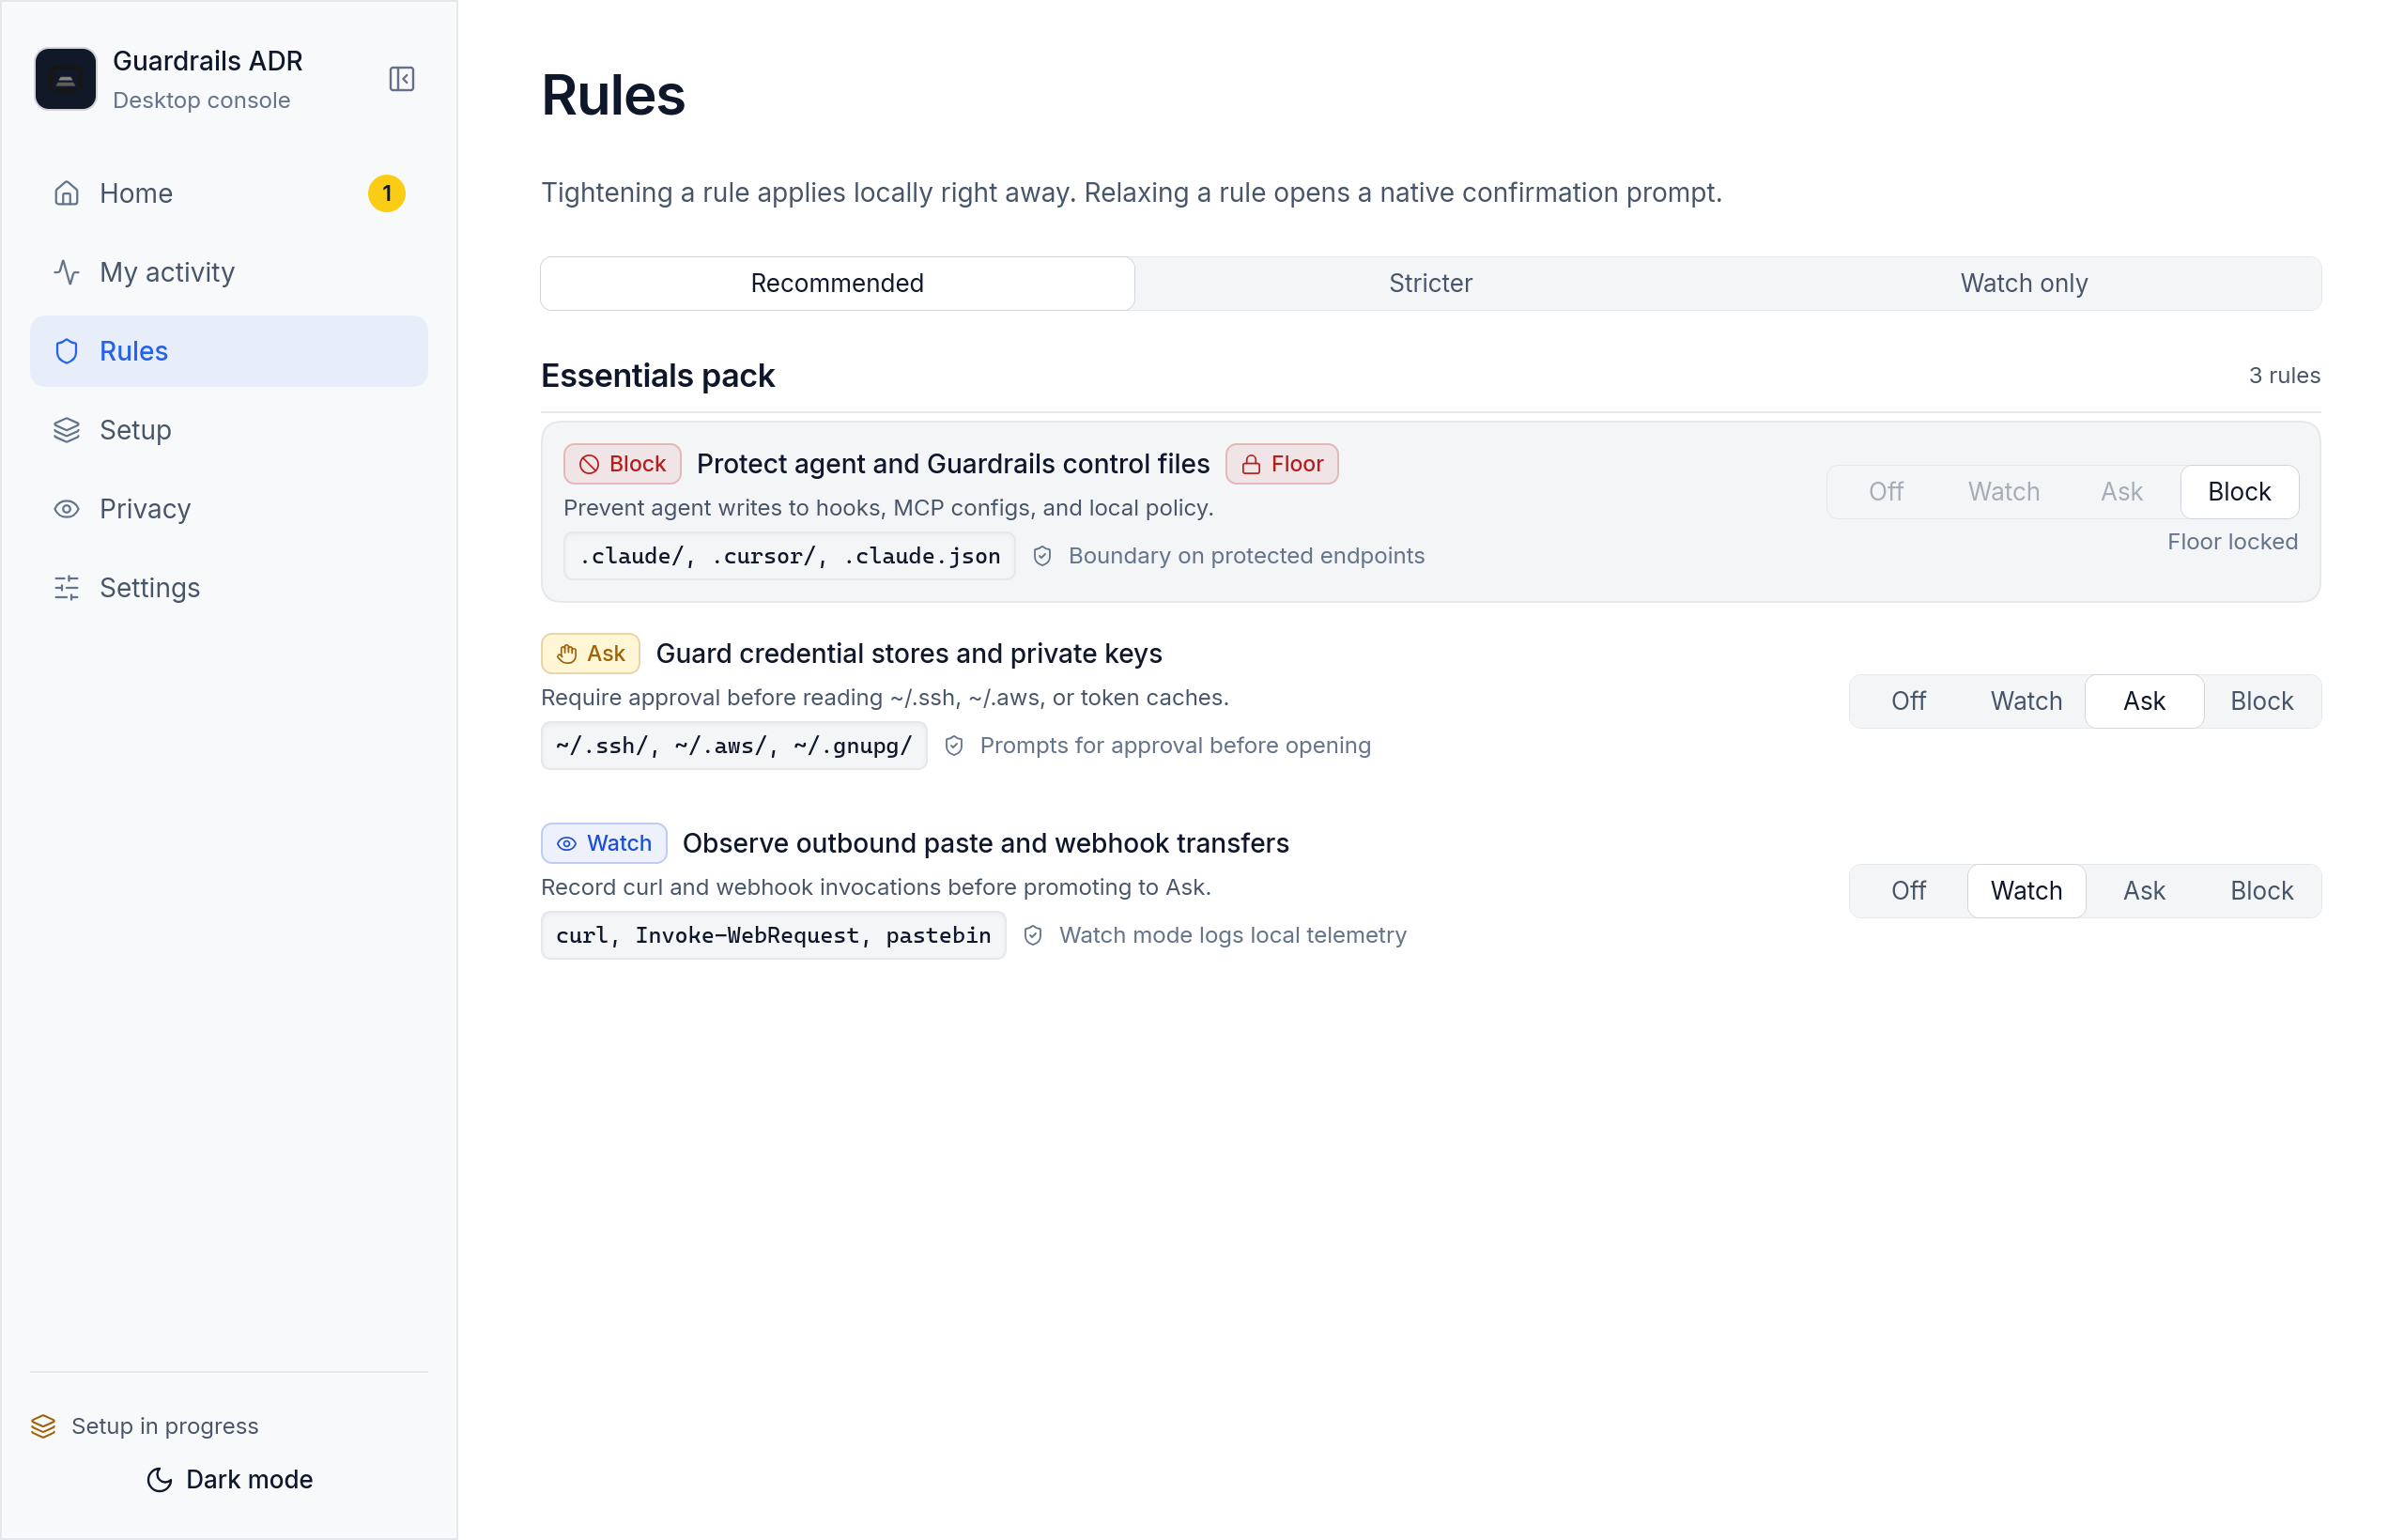 Guardrails ADR
Desktop console
Home 1
My activity
Rules
Setup
Privacy
Settings
Setup in progress
Dark mode
Rules
Tightening a rule applies locally right away. Relaxing a rule opens a native confirmation prompt.
Recommended Stricter Watch only
Essentials pack 3 rules
Block Protect agent and Guardrails control files Floor
Prevent agent writes to hooks, MCP configs, and local policy.
.claude/, .cursor/, .claude.json Boundary on protected endpoints
Off Watch Ask Block
Floor locked
Ask Guard credential stores and private keys
Require approval before reading ~/.ssh, ~/.aws, or token caches.
~/.ssh/, ~/.aws/, ~/.gnupg/ Prompts for approval before opening
Off Watch Ask Block
Watch Observe outbound paste and webhook transfers
Record curl and webhook invocations before promoting to Ask.
curl, Invoke-WebRequest, pastebin Watch mode logs local telemetry
Off Watch Ask Block